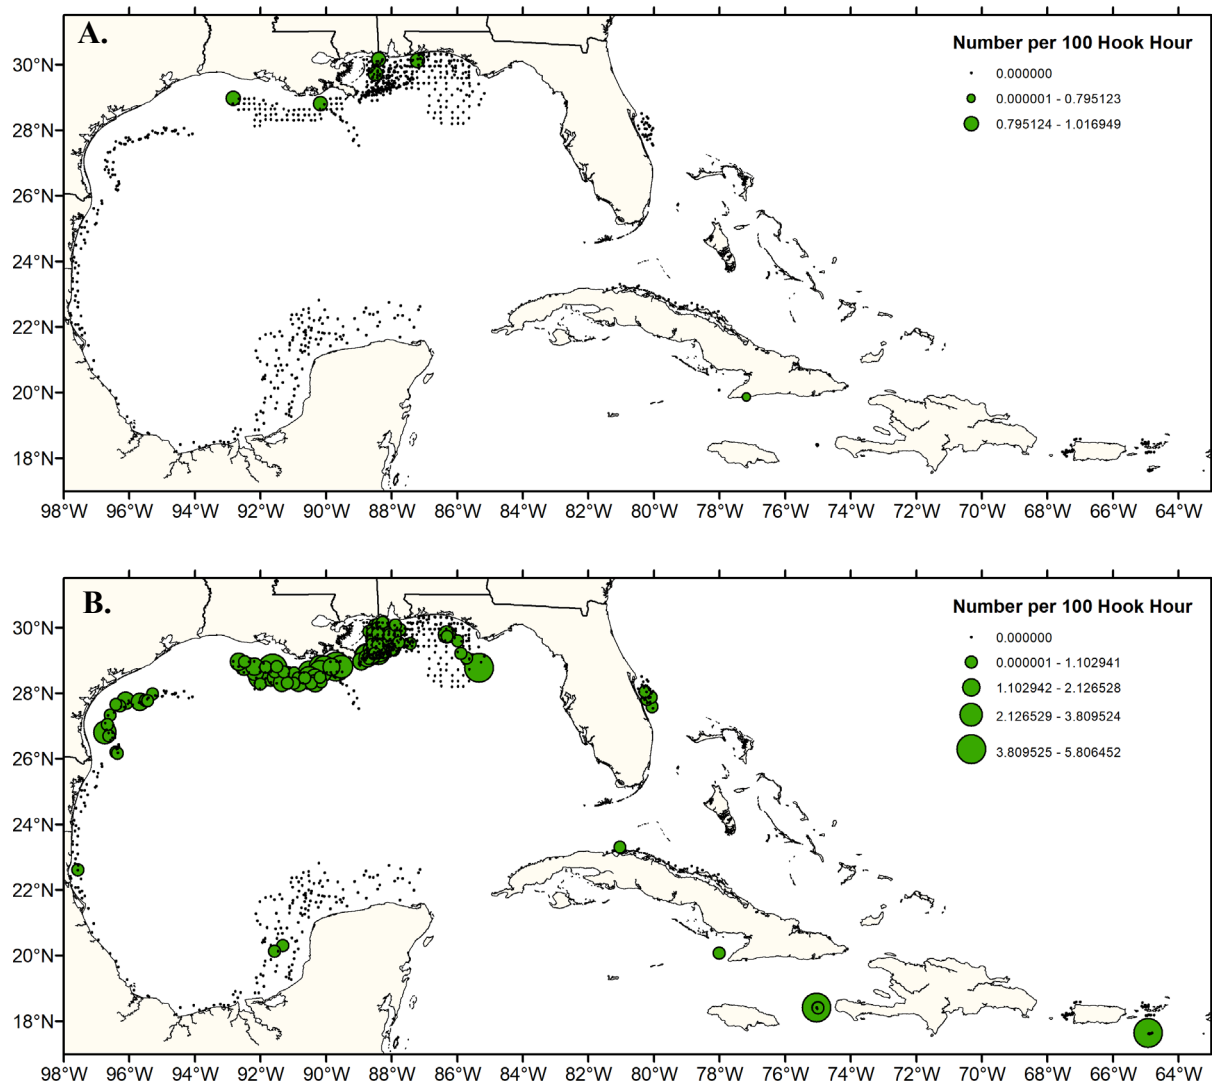 A.
Number per 100 Hook Hour
0.000000
0.000001 - 0.795123
0.795124 - 1.016949
30°N
28°N
26°N
24°N
22°N
20°N
18°N
98°W 96°W 94°W 92°W 90°W 88°W 86°W 84°W 82°W 80°W 78°W 76°W 74°W 72°W 70°W 68°W 66°W 64°W
B.
Number per 100 Hook Hour
0.000000
0.000001 - 1.102941
1.102942 - 2.126528
2.126529 - 3.809524
3.809525 - 5.806452
30°N
28°N
26°N
24°N
22°N
20°N
18°N
98°W 96°W 94°W 92°W 90°W 88°W 86°W 84°W 82°W 80°W 78°W 76°W 74°W 72°W 70°W 68°W 66°W 64°W